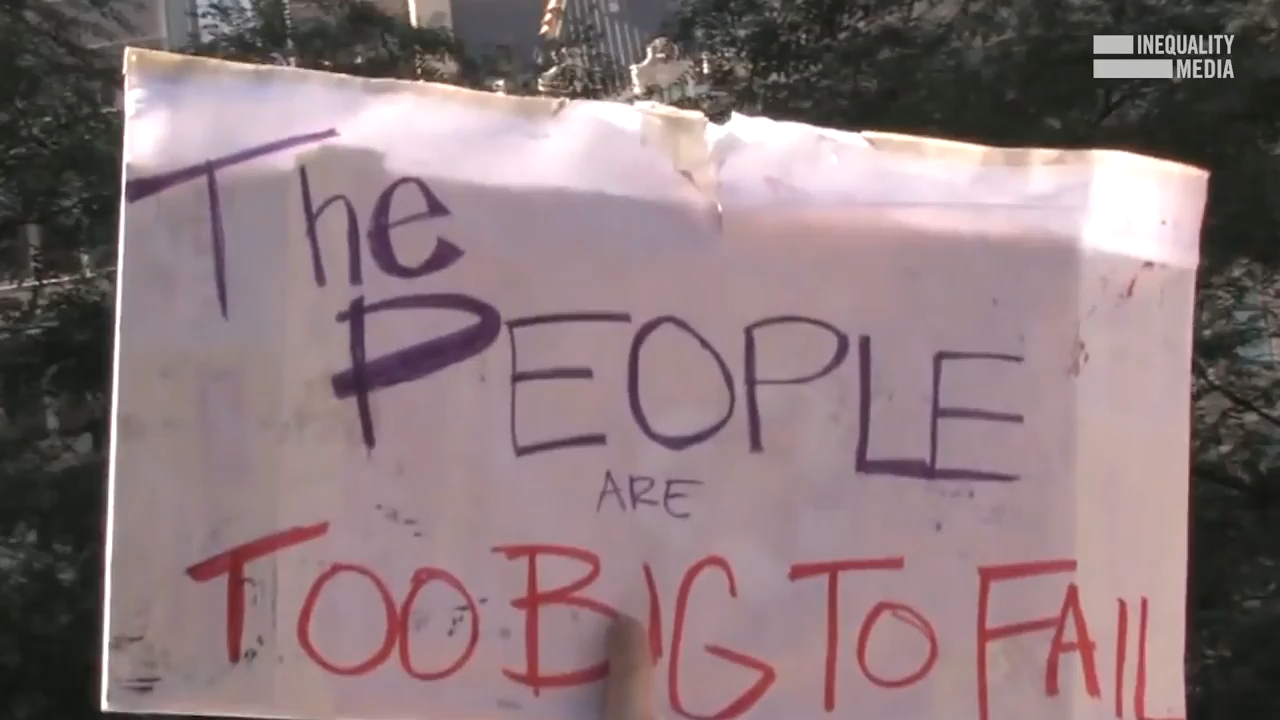 INEQUALITY
MEDIA
The
PEOPLE
ARE
TOO BIG TO FAIL